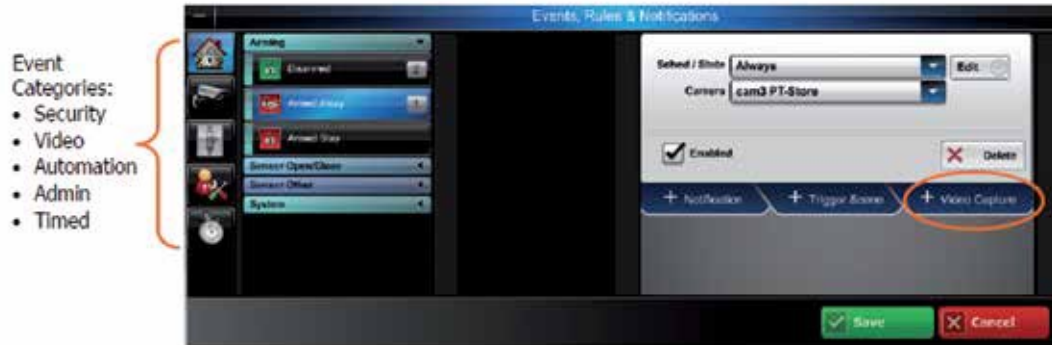 Events, Rules & Notifications
Event
Categories:
• Security
• Video
• Automation
• Admin
• Timed
Arming
Disarmed 2
Armed Away 1
Armed Stay
Sensor Open/Close
Sensor Other
System
Sched / State Always Edit
Camera cam3 PT-Store
Enabled
Delete
+ Notification
+ Trigger Scene
+ Video Capture
Save
Cancel